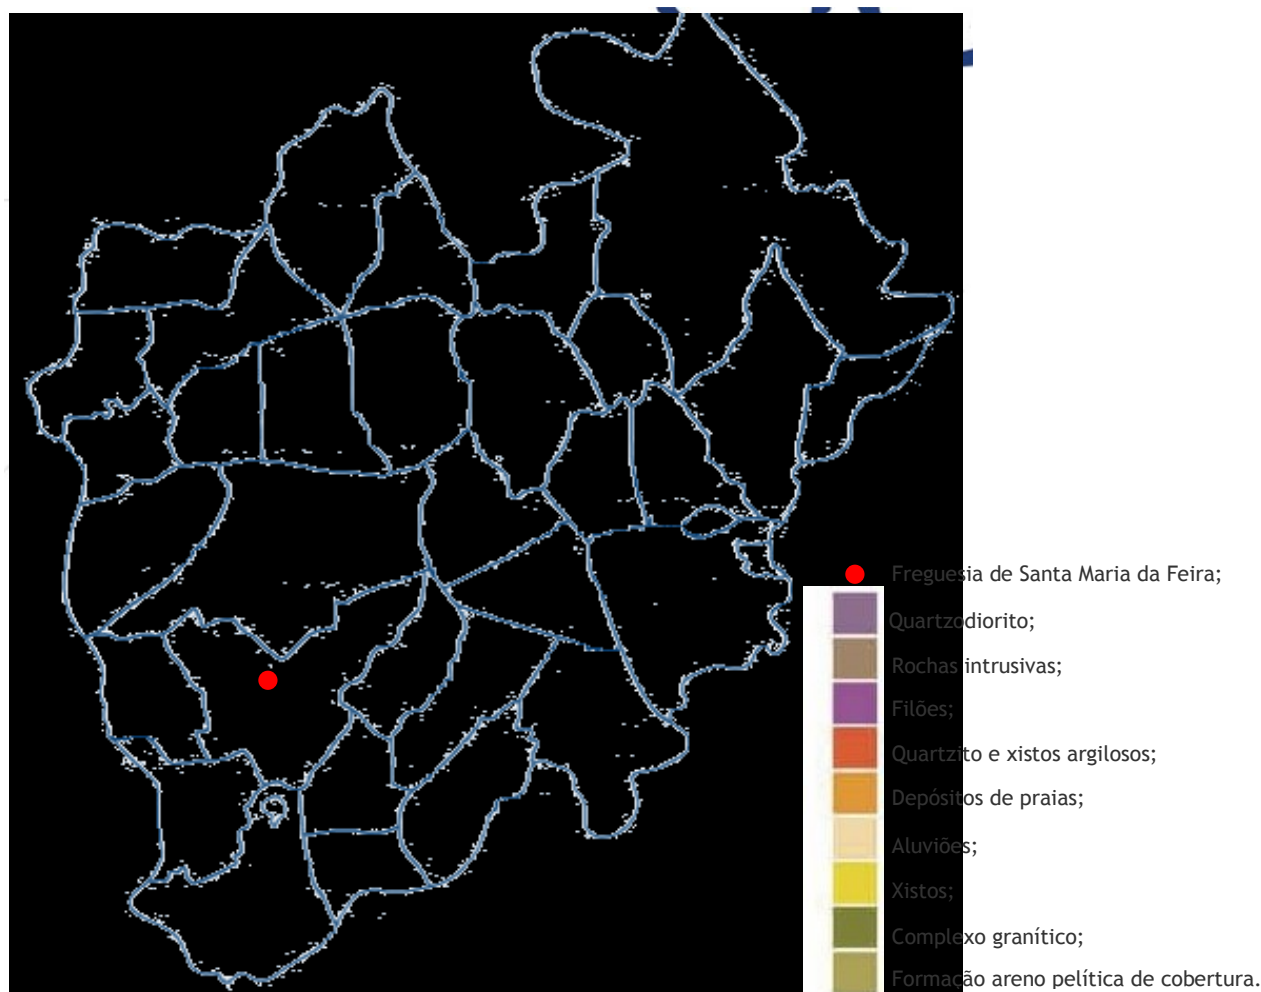 Freguesia de Santa Maria da Feira;
Quartzodiorito;
Rochas intrusivas;
Filões;
Quartzito e xistos argilosos;
Depósitos de praias;
Aluviões;
Xistos;
Complexo granítico;
Formação areno pelítica de cobertura.